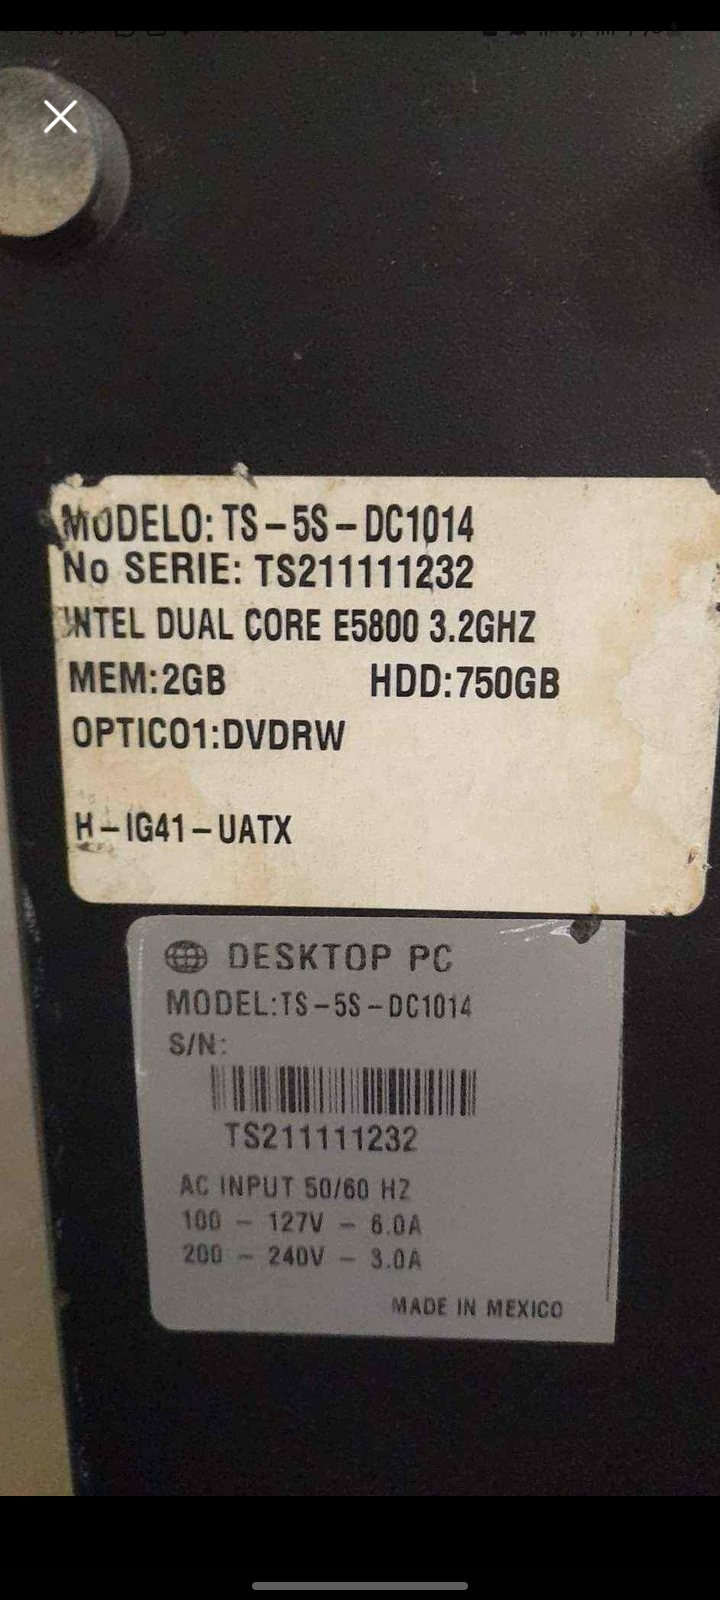 MODELO: TS-5S-DC1014
No SERIE: TS211111232
INTEL DUAL CORE E5800 3.2GHZ
MEM:2GB HDD:750GB
OPTICO1:DVDRW
H-IG41-UATX
DESKTOP PC
MODEL:TS-5S-DC1014
S/N:
TS211111232
AC INPUT 50/60 HZ
100 - 127V - 6.0A
200 - 240V - 3.0A
MADE IN MEXICO